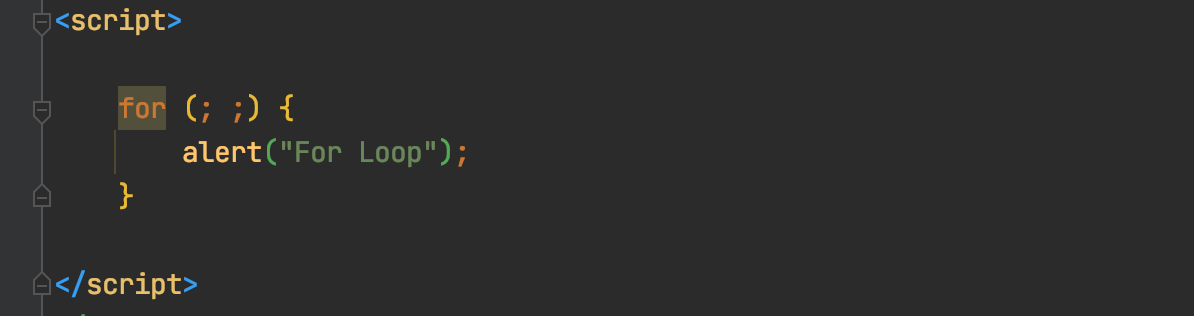 <script>
for (; ;) {
alert("For Loop");
}
</script>